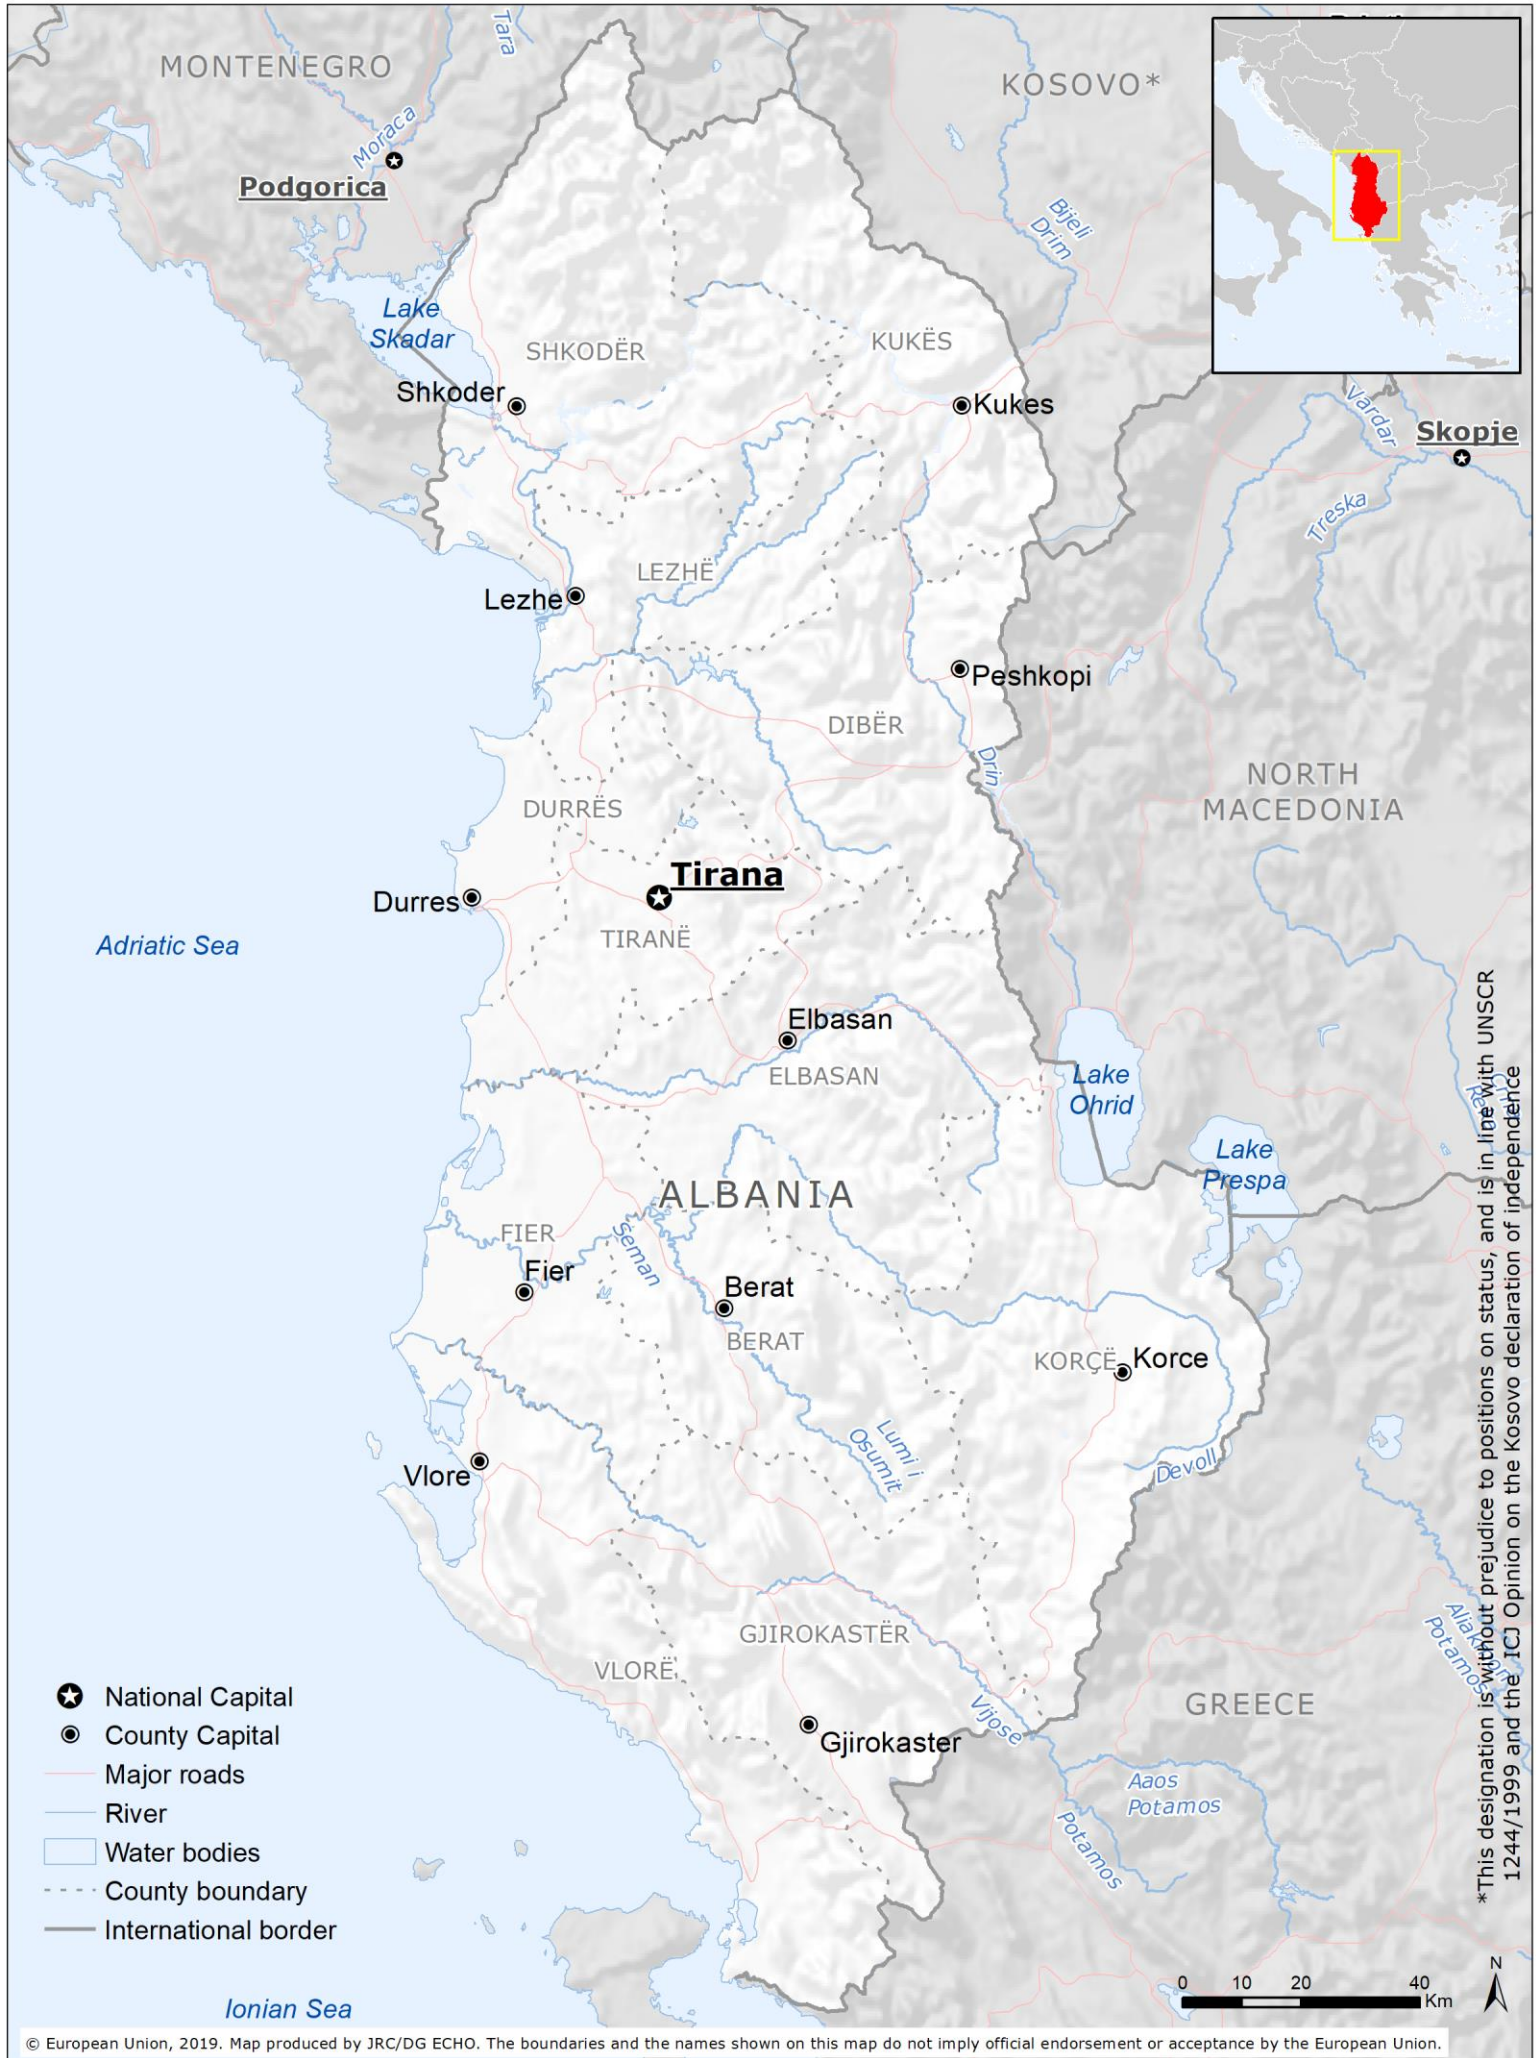 Tara
MONTENEGRO
KOSOVO*
Moraca
Podgorica
Bijeli
Drim
Lake
Skadar
SHKODËR
KUKËS
Shkoder
Kukes
Vardar
Skopje
Treska
LEZHË
Lezhe
Peshkopi
DIBËR
Drin
NORTH
MACEDONIA
DURRËS
Tirana
Durres
TIRANË
Adriatic Sea
Elbasan
ELBASAN
Lake
Ohrid
Lake
Prespa
ALBANIA
FIER
Seman
Fier
Berat
BERAT
KORÇË
Korce
Lumi i
Osumit
Devoll
Vlore
GJIROKASTËR
VLORË
Vijose
Gjirokaster
GREECE
Aliakmon
Potamos
Aaos
Potamos
Potamos
National Capital
County Capital
Major roads
River
Water bodies
County boundary
International border
Ionian Sea
*This designation is without prejudice to positions on status, and is in line with UNSCR
1244/1999 and the ICJ Opinion on the Kosovo declaration of independence
N
0 10 20 40
Km
© European Union, 2019. Map produced by JRC/DG ECHO. The boundaries and the names shown on this map do not imply official endorsement or acceptance by the European Union.